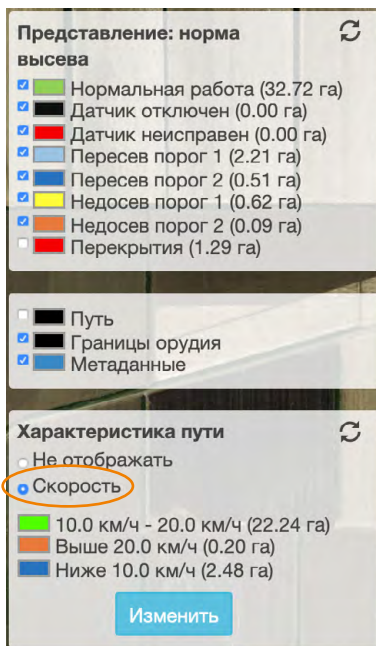 Представление: норма
высева
Нормальная работа (32.72 га)
Датчик отключен (0.00 га)
Датчик неисправен (0.00 га)
Пересев порог 1 (2.21 га)
Пересев порог 2 (0.51 га)
Недосев порог 1 (0.62 га)
Недосев порог 2 (0.09 га)
Перекрытия (1.29 га)
Путь
Границы орудия
Метаданные
Характеристика пути
Не отображать
Скорость
10.0 км/ч - 20.0 км/ч (22.24 га)
Выше 20.0 км/ч (0.20 га)
Ниже 10.0 км/ч (2.48 га)
Изменить